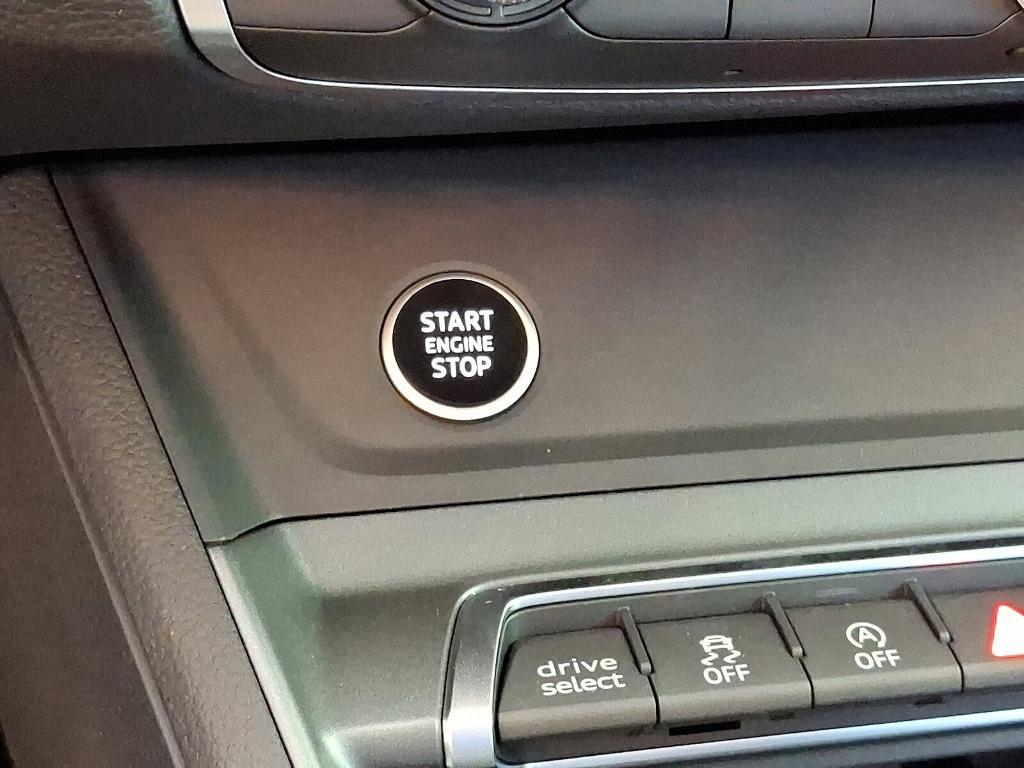 START
ENGINE
STOP
drive
select
OFF
A
OFF